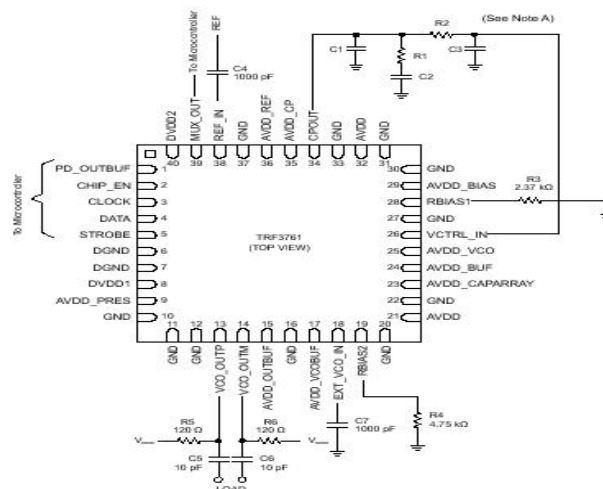 REF
To Microcontroller
C4
1000 pF
R2
(See Note A)
C1
R1
C2
C3
DVDD2
MUX_OUT
REF_IN
GND
AVDD_REF
AVDD_CP
CPOUT
GND
AVDD
GND
40 39 38 37 36 35 34 33 32 31
To Microcontroller
PD_OUTBUF 1
CHIP_EN 2
CLOCK 3
DATA 4
STROBE 5
DGND 6
DGND 7
DVDD1 8
AVDD_PRES 9
GND 10
TRF3761
(TOP VIEW)
30 GND
29 AVDD_BIAS
28 RBIAS1
27 GND
26 VCTRL_IN
25 AVDD_VCO
24 AVDD_BUF
23 AVDD_CAPARRAY
22 GND
21 AVDD
R3
2.37 kΩ
11 12 13 14 15 16 17 18 19 20
GND
GND
VCO_OUTP
VCO_OUTM
AVDD_OUTBUF
GND
AVDD_VCOBUF
EXT_VCO_IN
RBIAS2
GND
R5
120 Ω
R6
120 Ω
C5
10 pF
C6
10 pF
C7
1000 pF
R4
4.75 kΩ
LOAD